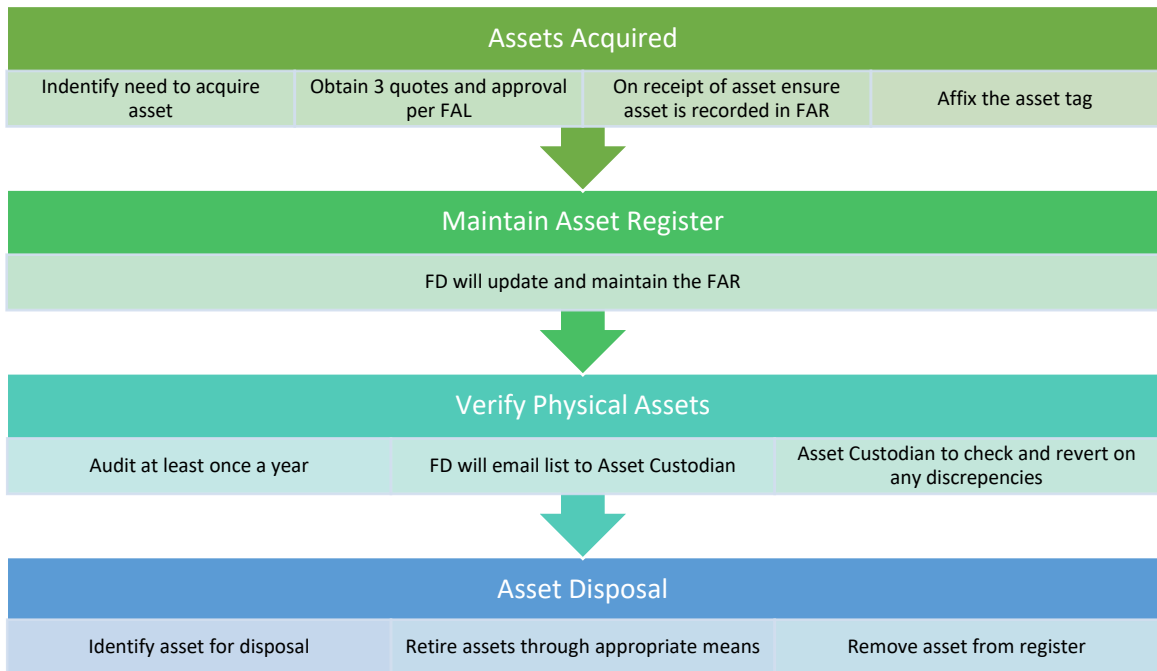 Assets Acquired
Indentify need to acquire
asset
Obtain 3 quotes and approval
per FAL
On receipt of asset ensure
asset is recorded in FAR
Affix the asset tag
Maintain Asset Register
FD will update and maintain the FAR
Verify Physical Assets
Audit at least once a year
FD will email list to Asset Custodian
Asset Custodian to check and revert on
any discrepencies
Asset Disposal
Identify asset for disposal
Retire assets through appropriate means
Remove asset from register